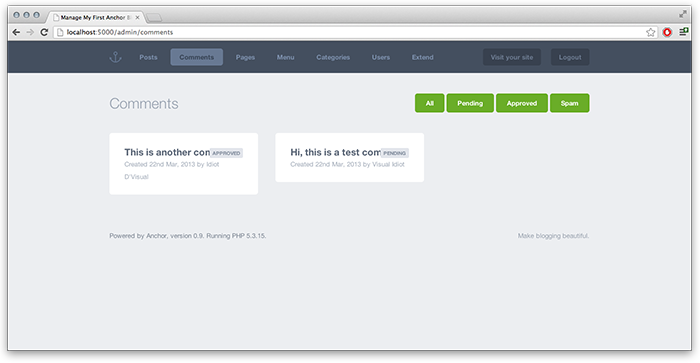 Manage My First Anchor B
localhost:5000/admin/comments
Posts Comments Pages Menu Categories Users Extend Visit your site Logout
Comments All Pending Approved Spam
This is another con APPROVED
Created 22nd Mar, 2013 by Idiot
D'Visual
Hi, this is a test com PENDING
Created 22nd Mar, 2013 by Visual Idiot
Powered by Anchor, version 0.9. Running PHP 5.3.15. Make blogging beautiful.